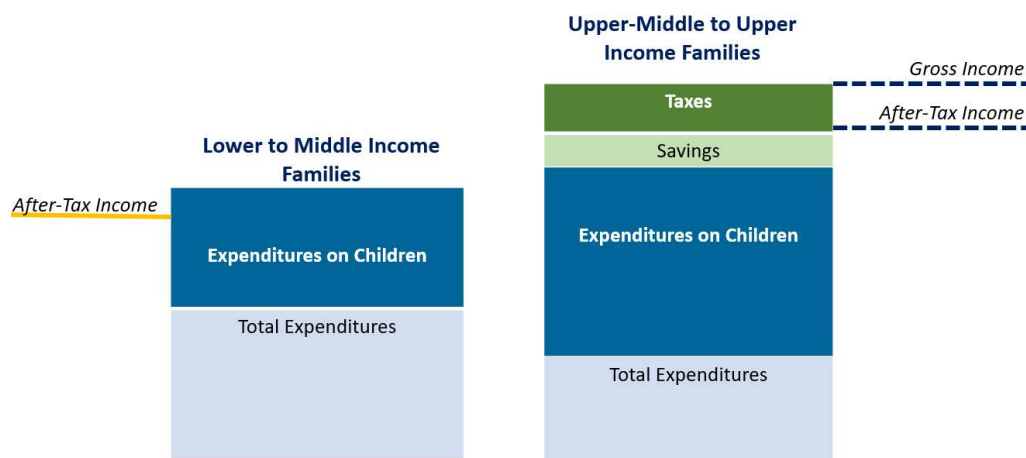 Lower to Middle Income
Families
After-Tax Income
Expenditures on Children
Total Expenditures
Upper-Middle to Upper
Income Families
Gross Income
After-Tax Income
Taxes
Savings
Expenditures on Children
Total Expenditures